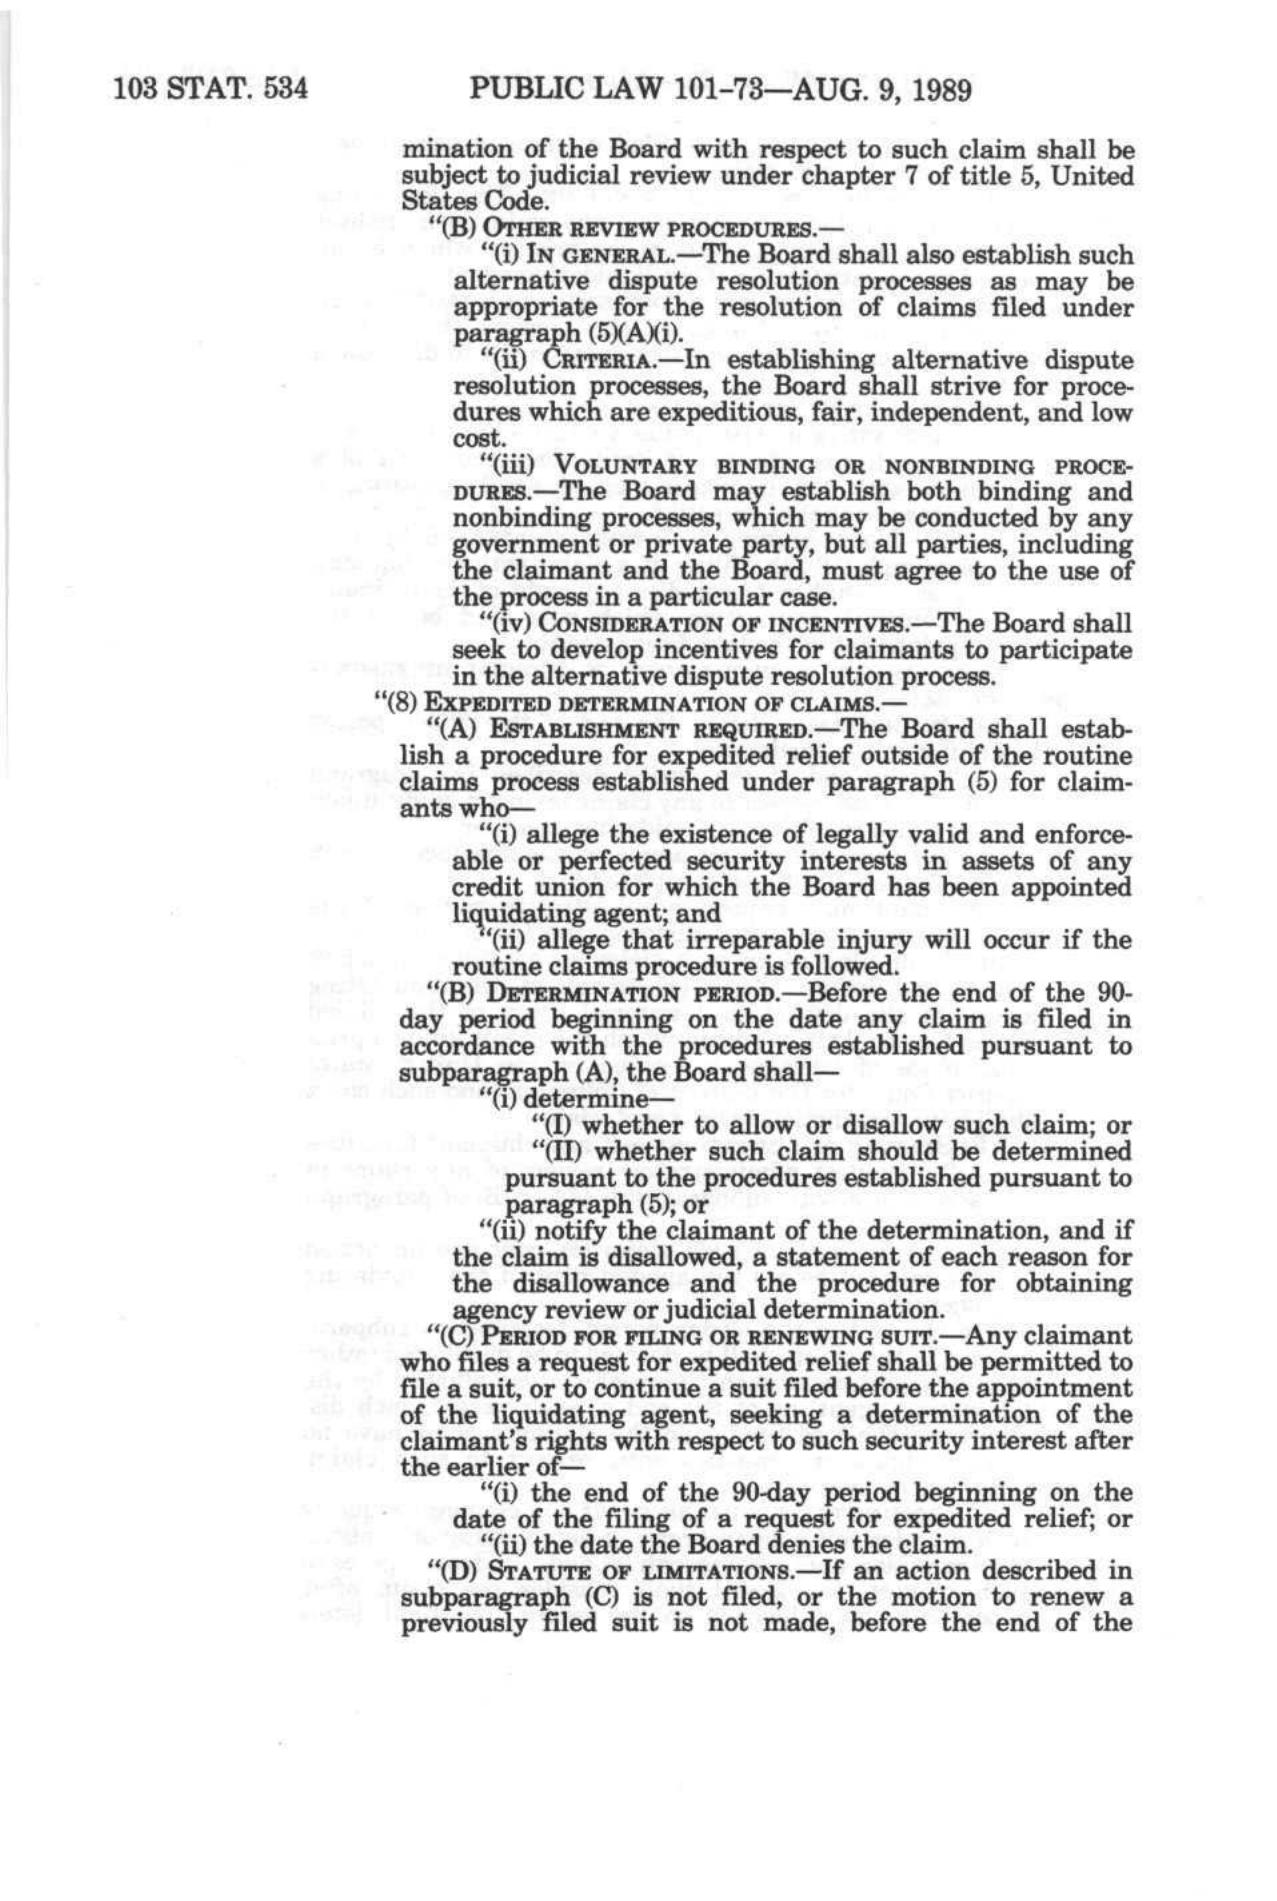 103 STAT. 534 PUBLIC LAW 101-73—AUG. 9, 1989
mination of the Board with respect to such claim shall be
subject to judicial review under chapter 7 of title 5, United
States Code.
“(B) OTHER REVIEW PROCEDURES.—
“(i) IN GENERAL.—The Board shall also establish such
alternative dispute resolution processes as may be
appropriate for the resolution of claims filed under
paragraph (5)(A)(i).
“(ii) CRITERIA.—In establishing alternative dispute
resolution processes, the Board shall strive for proce-
dures which are expeditious, fair, independent, and low
cost.
“(iii) VOLUNTARY BINDING OR NONBINDING PROCE-
DURES.—The Board may establish both binding and
nonbinding processes, which may be conducted by any
government or private party, but all parties, including
the claimant and the Board, must agree to the use of
the process in a particular case.
“(iv) CONSIDERATION OF INCENTIVES.—The Board shall
seek to develop incentives for claimants to participate
in the alternative dispute resolution process.
“(8) EXPEDITED DETERMINATION OF CLAIMS.—
“(A) ESTABLISHMENT REQUIRED.—The Board shall estab-
lish a procedure for expedited relief outside of the routine
claims process established under paragraph (5) for claim-
ants who—
“(i) allege the existence of legally valid and enforce-
able or perfected security interests in assets of any
credit union for which the Board has been appointed
liquidating agent; and
“(ii) allege that irreparable injury will occur if the
routine claims procedure is followed.
“(B) DETERMINATION PERIOD.—Before the end of the 90-
day period beginning on the date any claim is filed in
accordance with the procedures established pursuant to
subparagraph (A), the Board shall—
“(i) determine—
“(I) whether to allow or disallow such claim; or
“(II) whether such claim should be determined
pursuant to the procedures established pursuant to
paragraph (5); or
“(ii) notify the claimant of the determination, and if
the claim is disallowed, a statement of each reason for
the disallowance and the procedure for obtaining
agency review or judicial determination.
“(C) PERIOD FOR FILING OR RENEWING SUIT.—Any claimant
who files a request for expedited relief shall be permitted to
file a suit, or to continue a suit filed before the appointment
of the liquidating agent, seeking a determination of the
claimant's rights with respect to such security interest after
the earlier of—
“(i) the end of the 90-day period beginning on the
date of the filing of a request for expedited relief; or
“(ii) the date the Board denies the claim.
“(D) STATUTE OF LIMITATIONS.—If an action described in
subparagraph (C) is not filed, or the motion to renew a
previously filed suit is not made, before the end of the